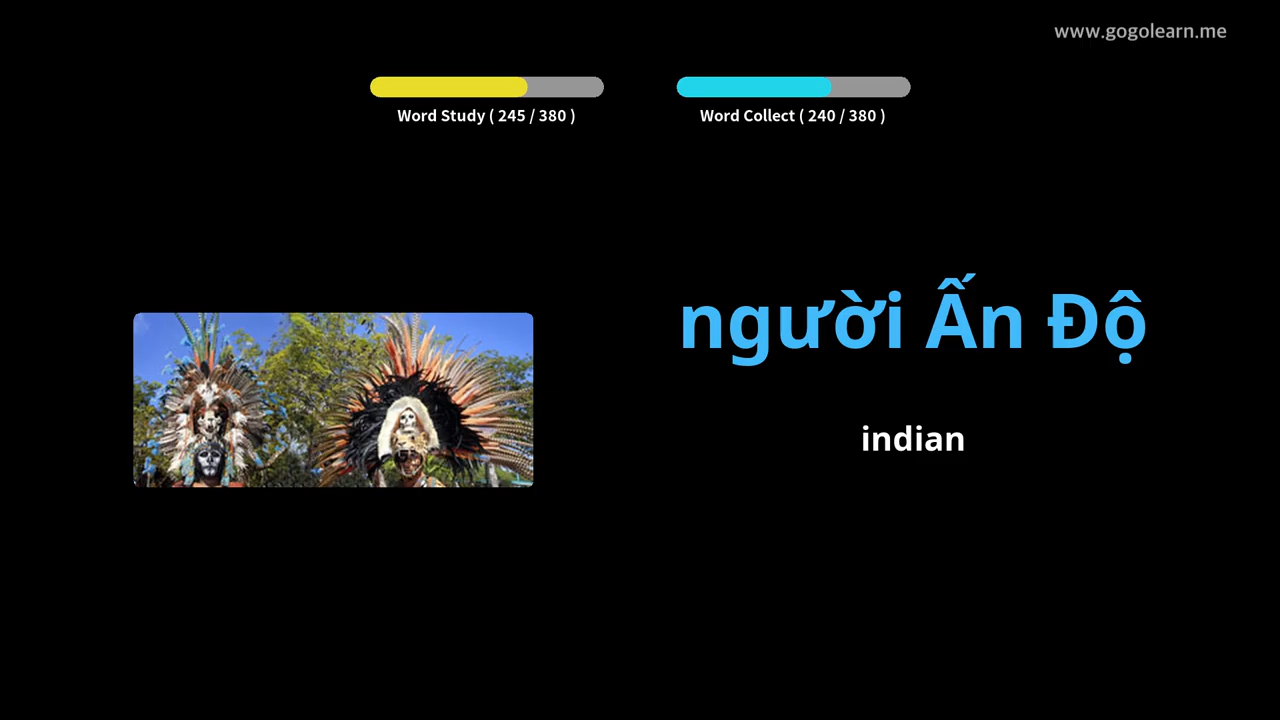 www.gogolearn.me
Word Study ( 245 / 380 )
Word Collect ( 240 / 380 )
người Ấn Độ
indian